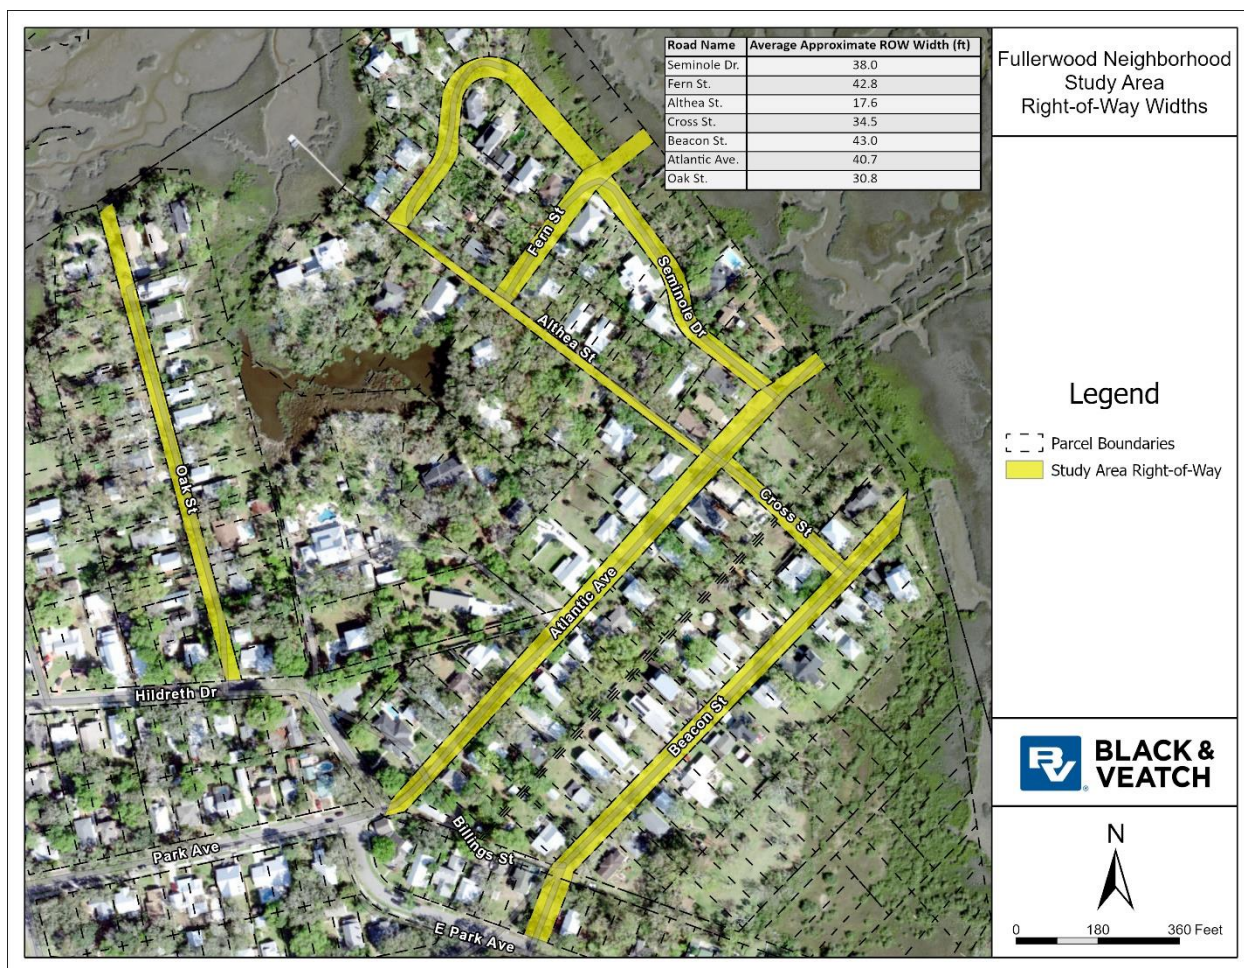 Road Name Average Approximate ROW Width (ft)
Seminole Dr. 38.0
Fern St. 42.8
Althea St. 17.6
Cross St. 34.5
Beacon St. 43.0
Atlantic Ave. 40.7
Oak St. 30.8
Fullerwood Neighborhood
Study Area
Right-of-Way Widths
Fern St
Seminole Dr
Althea St
Oak St
Cross St
Atlantic Ave
Hildreth Dr
Beacon St
Billings St
Park Ave
E Park Ave
Legend
Parcel Boundaries
Study Area Right-of-Way
BV
®
BLACK &
VEATCH
N
0 180 360 Feet